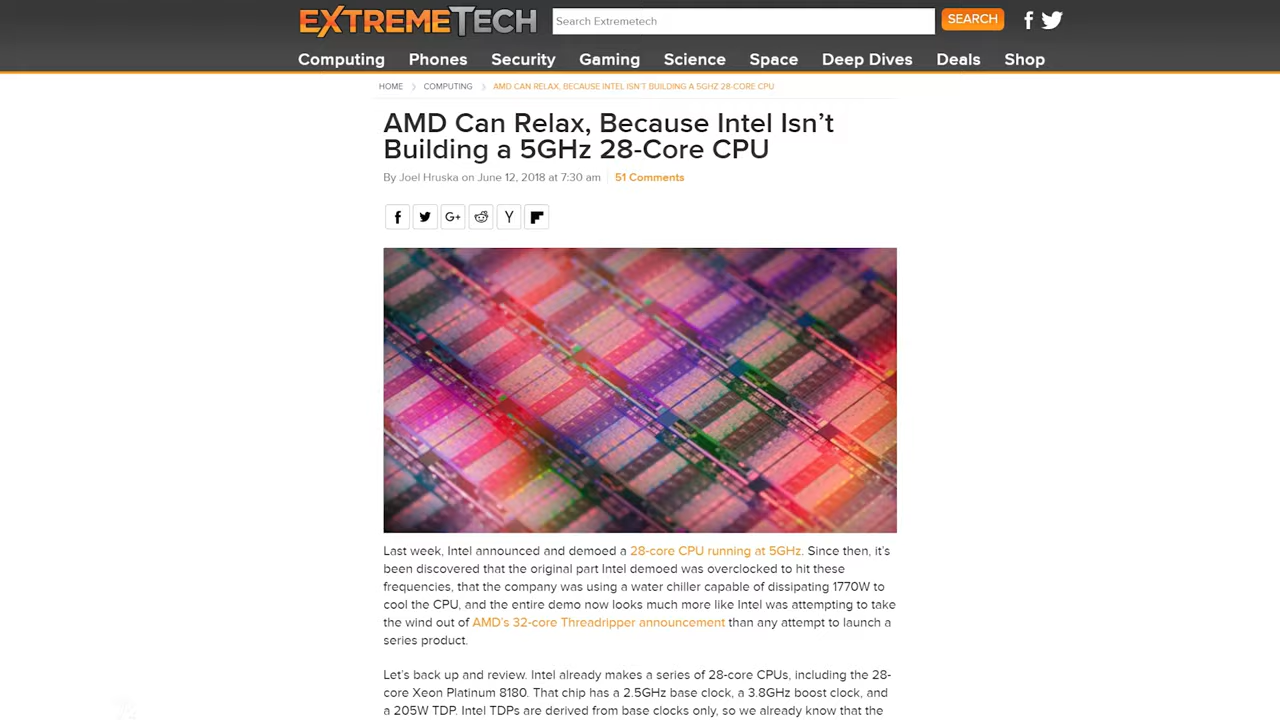 EXTREMETECH
Search Extremetech
SEARCH
Computing Phones Security Gaming Science Space Deep Dives Deals Shop
HOME > COMPUTING > AMD CAN RELAX, BECAUSE INTEL ISN'T BUILDING A 5GHZ 28-CORE CPU
AMD Can Relax, Because Intel Isn’t
Building a 5GHz 28-Core CPU
By Joel Hruska on June 12, 2018 at 7:30 am 51 Comments
f G+ Y
Last week, Intel announced and demoed a 28-core CPU running at 5GHz. Since then, it’s
been discovered that the original part Intel demoed was overclocked to hit these
frequencies, that the company was using a water chiller capable of dissipating 1770W to
cool the CPU, and the entire demo now looks much more like Intel was attempting to take
the wind out of AMD’s 32-core Threadripper announcement than any attempt to launch a
series product.
Let’s back up and review. Intel already makes a series of 28-core CPUs, including the 28-
core Xeon Platinum 8180. That chip has a 2.5GHz base clock, a 3.8GHz boost clock, and
a 205W TDP. Intel TDPs are derived from base clocks only, so we already know that the